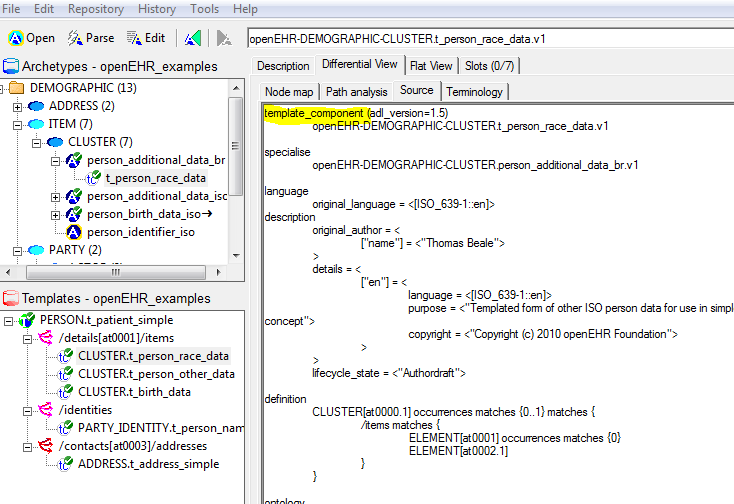 File Edit Repository History Tools Help
Open Parse Edit openEHR-DEMOGRAPHIC-CLUSTER.t_person_race_data.v1
Archetypes - openEHR_examples
DEMOGRAPHIC (13)
ADDRESS (2)
ITEM (7)
CLUSTER (7)
person_additional_data_br
t_person_race_data
person_additional_data_iso
person_birth_data_iso→
person_identifier_iso
PARTY (2)
Templates - openEHR_examples
PERSON.t_patient_simple
/details[at0001]/items
CLUSTER.t_person_race_data
CLUSTER.t_person_other_data
CLUSTER.t_birth_data
/identities
PARTY_IDENTITY.t_person_nam
/contacts[at0003]/addresses
ADDRESS.t_address_simple
Description Differential View Flat View Slots (0/7)
Node map Path analysis Source Terminology
template_component (adl_version=1.5)
openEHR-DEMOGRAPHIC-CLUSTER.t_person_race_data.v1
specialise
openEHR-DEMOGRAPHIC-CLUSTER.person_additional_data_br.v1
language
original_language = <[ISO_639-1::en]>
description
original_author = <
["name"] = <"Thomas Beale">
>
details = <
["en"] = <
language = <[ISO_639-1::en]>
purpose = <"Templated form of other ISO person data for use in simpl
concept">
copyright = <"Copyright (c) 2010 openEHR Foundation">
>
>
lifecycle_state = <"Authordraft">
definition
CLUSTER[at0000.1] occurrences matches {0..1} matches {
/items matches {
ELEMENT[at0001] occurrences matches {0}
ELEMENT[at0002.1]
}
}
ontology